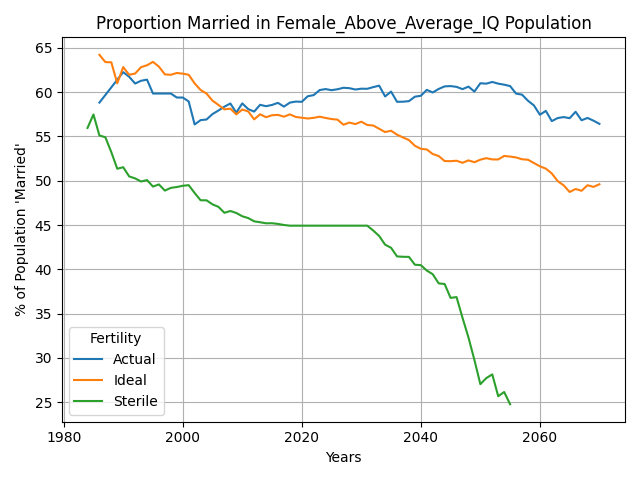 Proportion Married in Female_Above_Average_IQ Population
% of Population 'Married'
65
60
55
50
45
40
35
30
25
Fertility
Actual
Ideal
Sterile
1980 2000 2020 2040 2060
Years